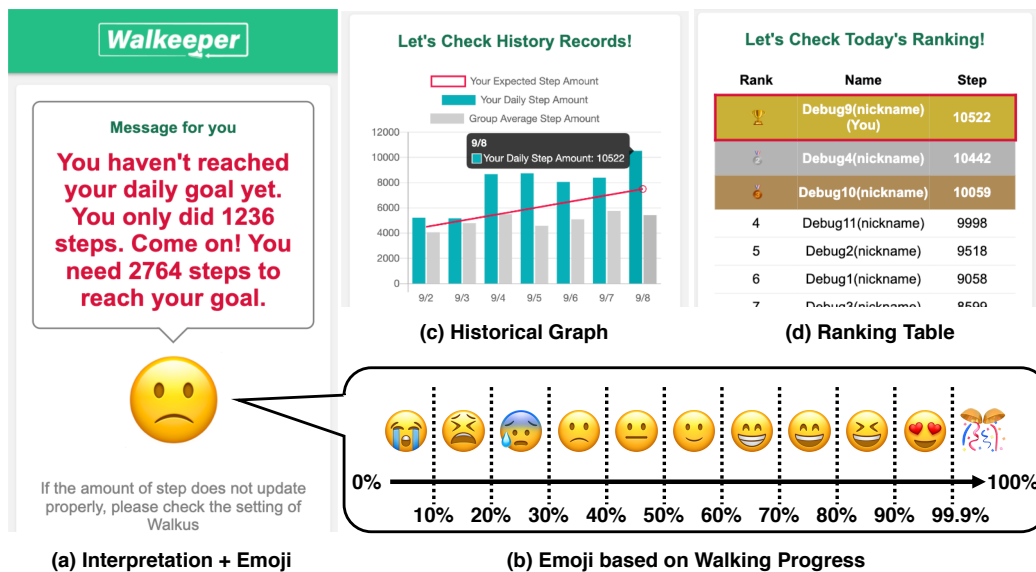 Walkeeper
Message for you
You haven't reached
your daily goal yet.
You only did 1236
steps. Come on! You
need 2764 steps to
reach your goal.
If the amount of step does not update
properly, please check the setting of
Walkus
(a) Interpretation + Emoji
Let's Check History Records!
Your Expected Step Amount
Your Daily Step Amount
Group Average Step Amount
12000
10000
8000
6000
4000
2000
0
9/8
Your Daily Step Amount: 10522
9/2 9/3 9/4 9/5 9/6 9/7 9/8
(c) Historical Graph
Let's Check Today's Ranking!
Rank Name Step
Debug9(nickname)
(You) 10522
Debug4(nickname) 10442
Debug10(nickname) 10059
4 Debug11(nickname) 9998
5 Debug2(nickname) 9518
6 Debug1(nickname) 9058
7 Debug3(nickname) 8599
(d) Ranking Table
0% 100%
10% 20% 30% 40% 50% 60% 70% 80% 90% 99.9%
(b) Emoji based on Walking Progress